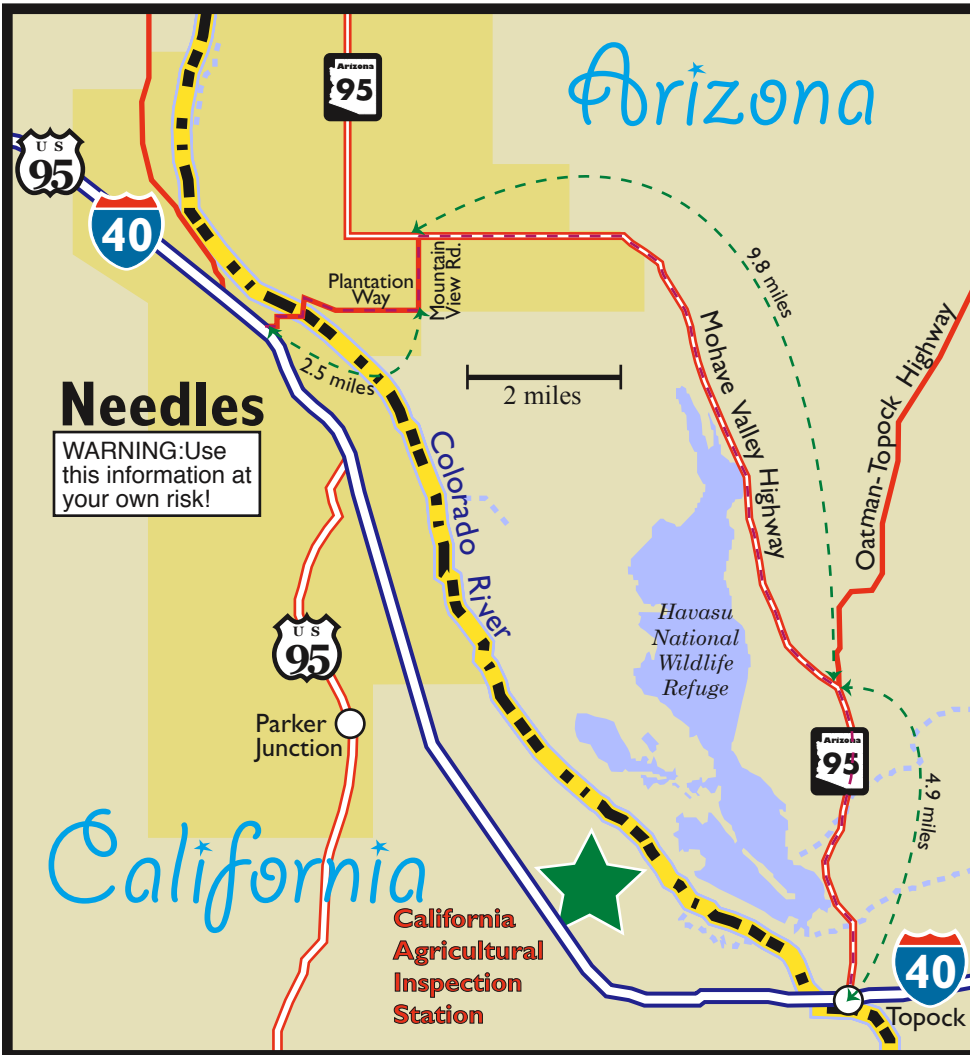 Arizona
Arizona
95
US
95
40
Mountain
View Rd.
Plantation
Way
9.8 miles
2.5 miles
2 miles
Mohave Valley Highway
Oatman-Topock Highway
Needles
WARNING:Use
this information at
your own risk!
Colorado River
US
95
Havasu
National
Wildlife
Refuge
Parker
Junction
Arizona
95
4.9 miles
California
California
Agricultural
Inspection
Station
40
Topock